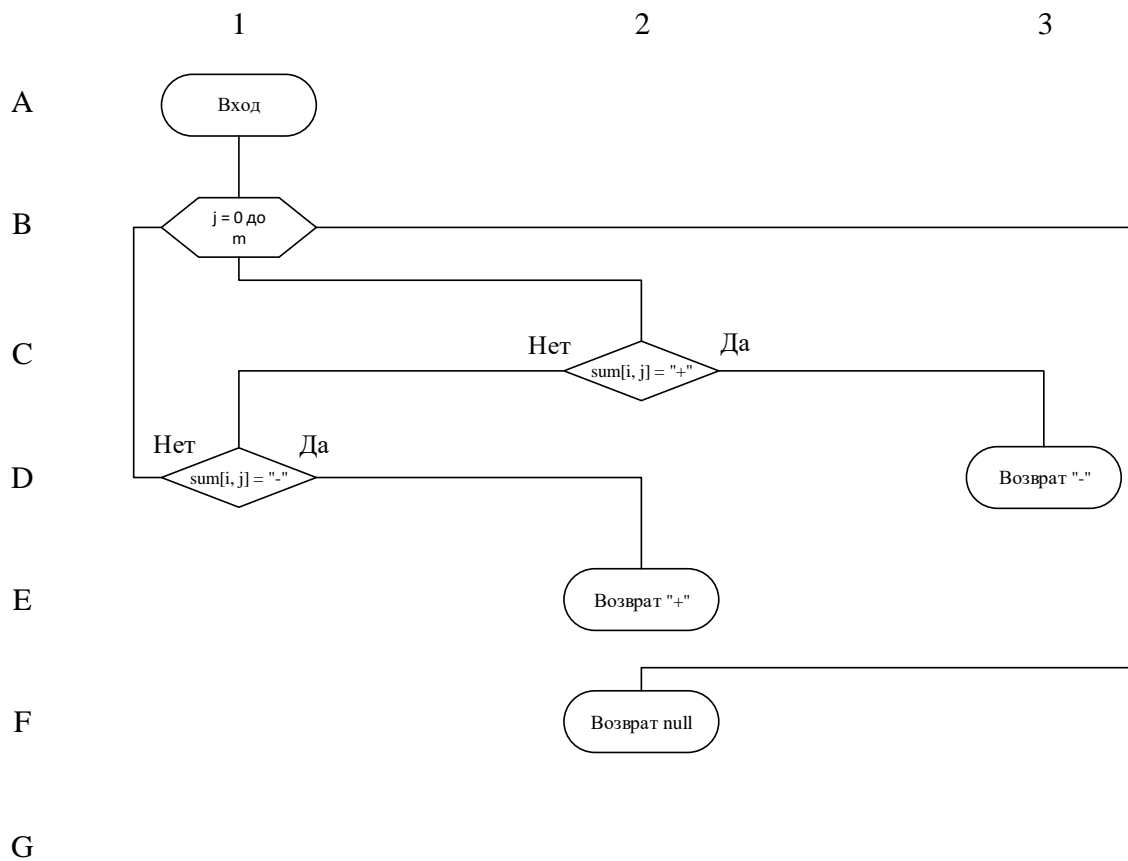 1
2
3
A
Вход
B
j = 0 до
m
C
Нет
Да
sum[i, j] = "+"
Нет
Да
D
sum[i, j] = "-"
Возврат "-"
E
Возврат "+"
F
Возврат null
G